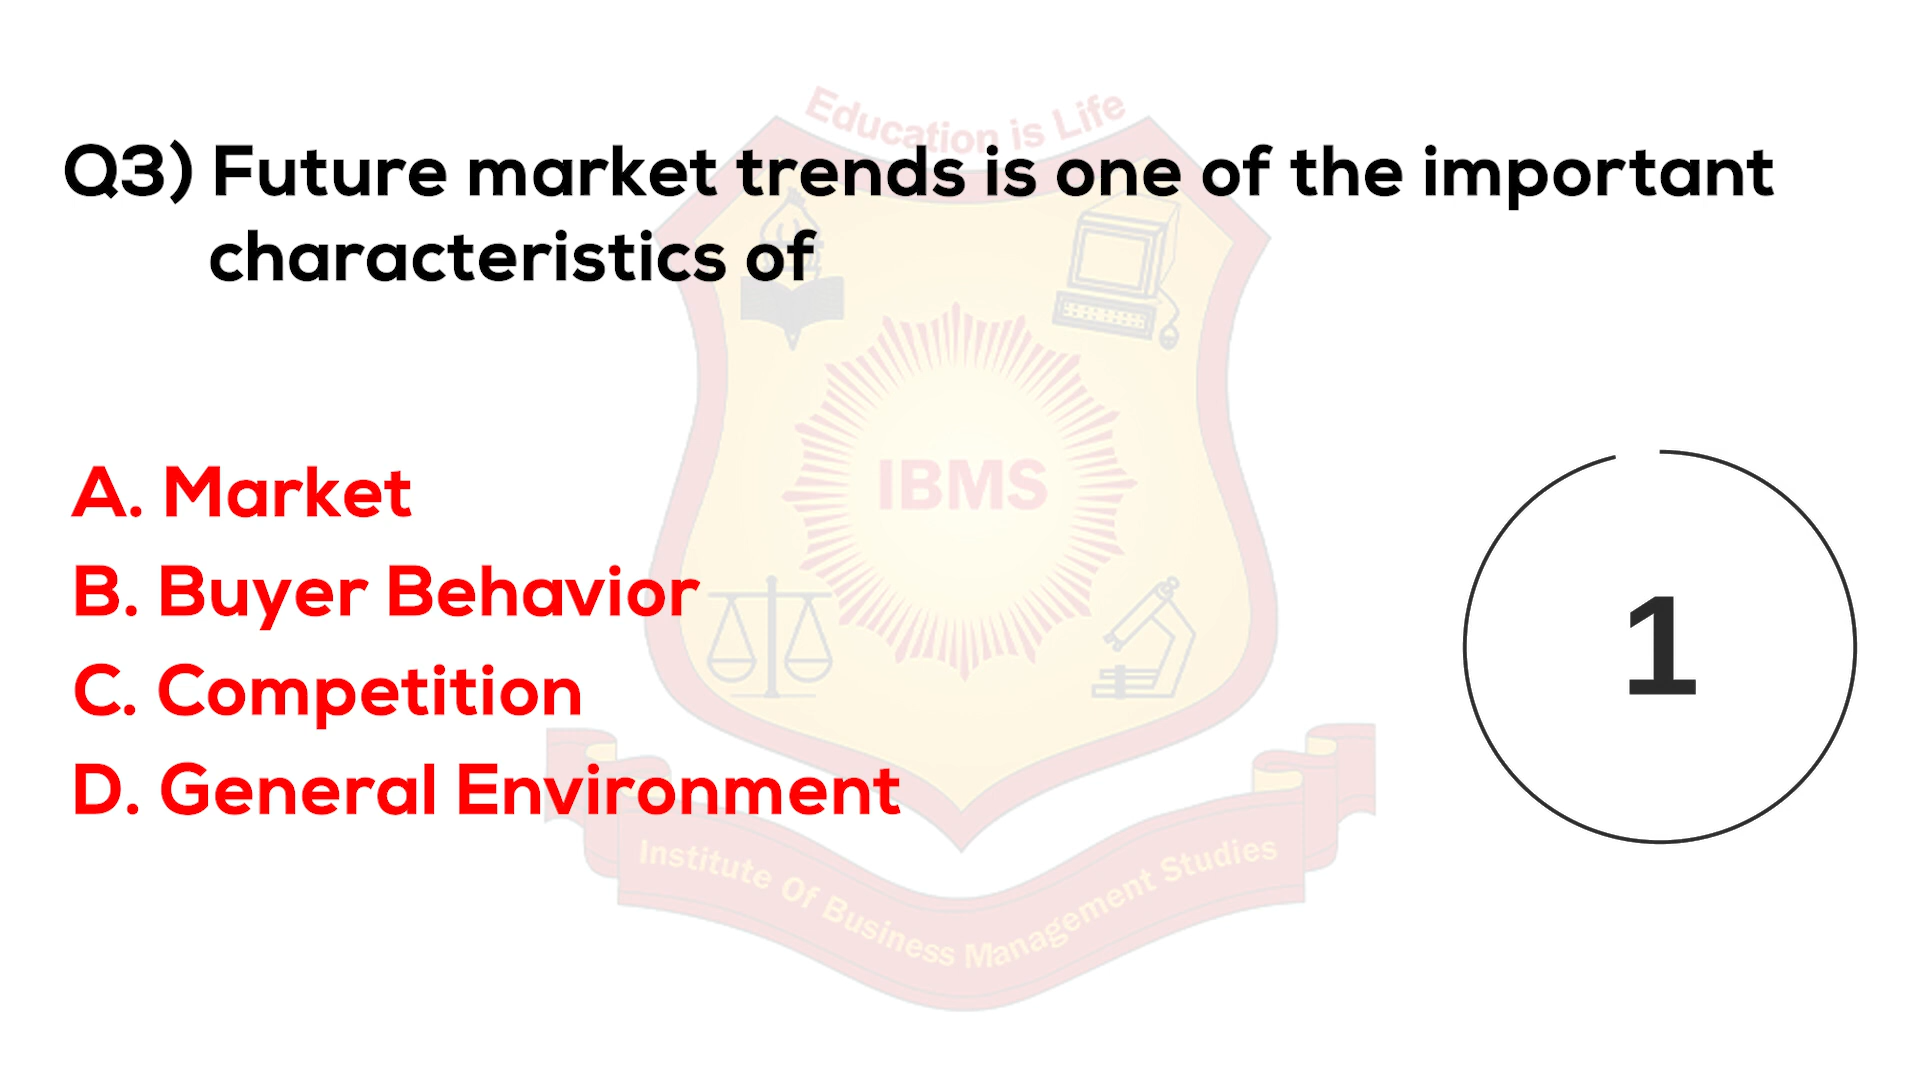 Education is Life
Q3) Future market trends is one of the important
characteristics of
IBMS
A. Market
B. Buyer Behavior
C. Competition
D. General Environment
1
Institute Of Business Management Studies